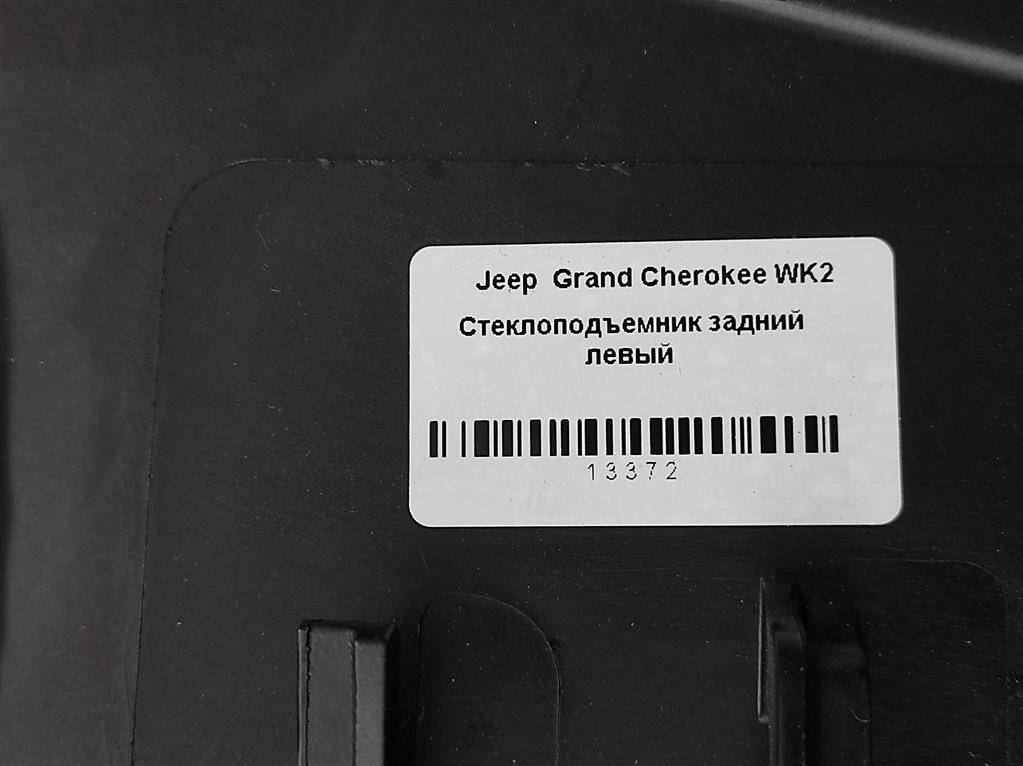 Jeep Grand Cherokee WK2
Стеклоподъемник задний
левый
13372